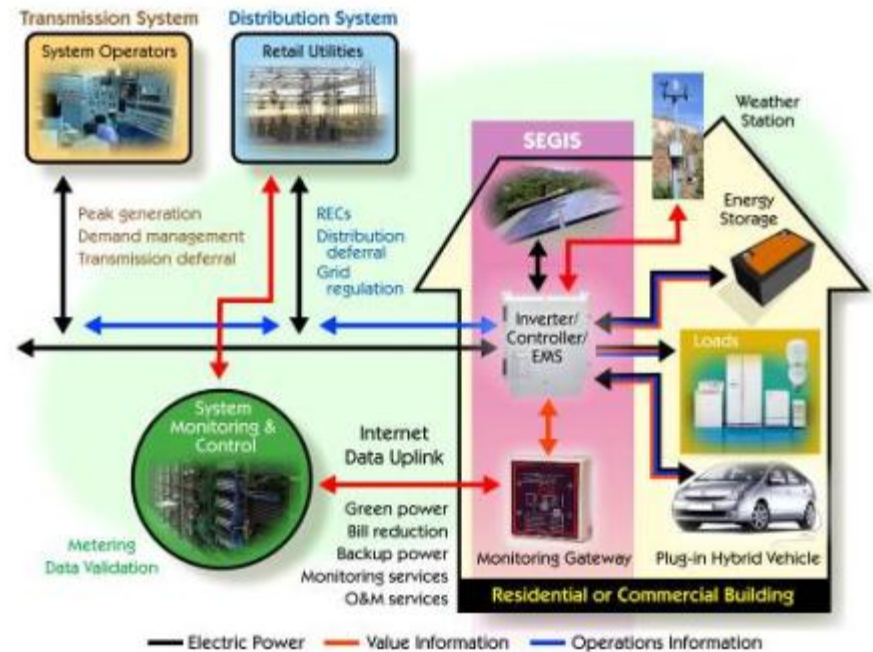 Transmission System
System Operators
Distribution System
Retail Utilities
Peak generation
Demand management
Transmission deferral
RECs
Distribution
deferral
Grid
regulation
SEGIS
Weather
Station
Energy
Storage
Inverter/
Controller/
EMS
Loads
System
Monitoring &
Control
Internet
Data Uplink
Green power
Bill reduction
Backup power
Monitoring services
O&M services
Metering
Data Validation
Monitoring Gateway
Plug-in Hybrid Vehicle
Residential or Commercial Building
Electric Power
Value Information
Operations Information